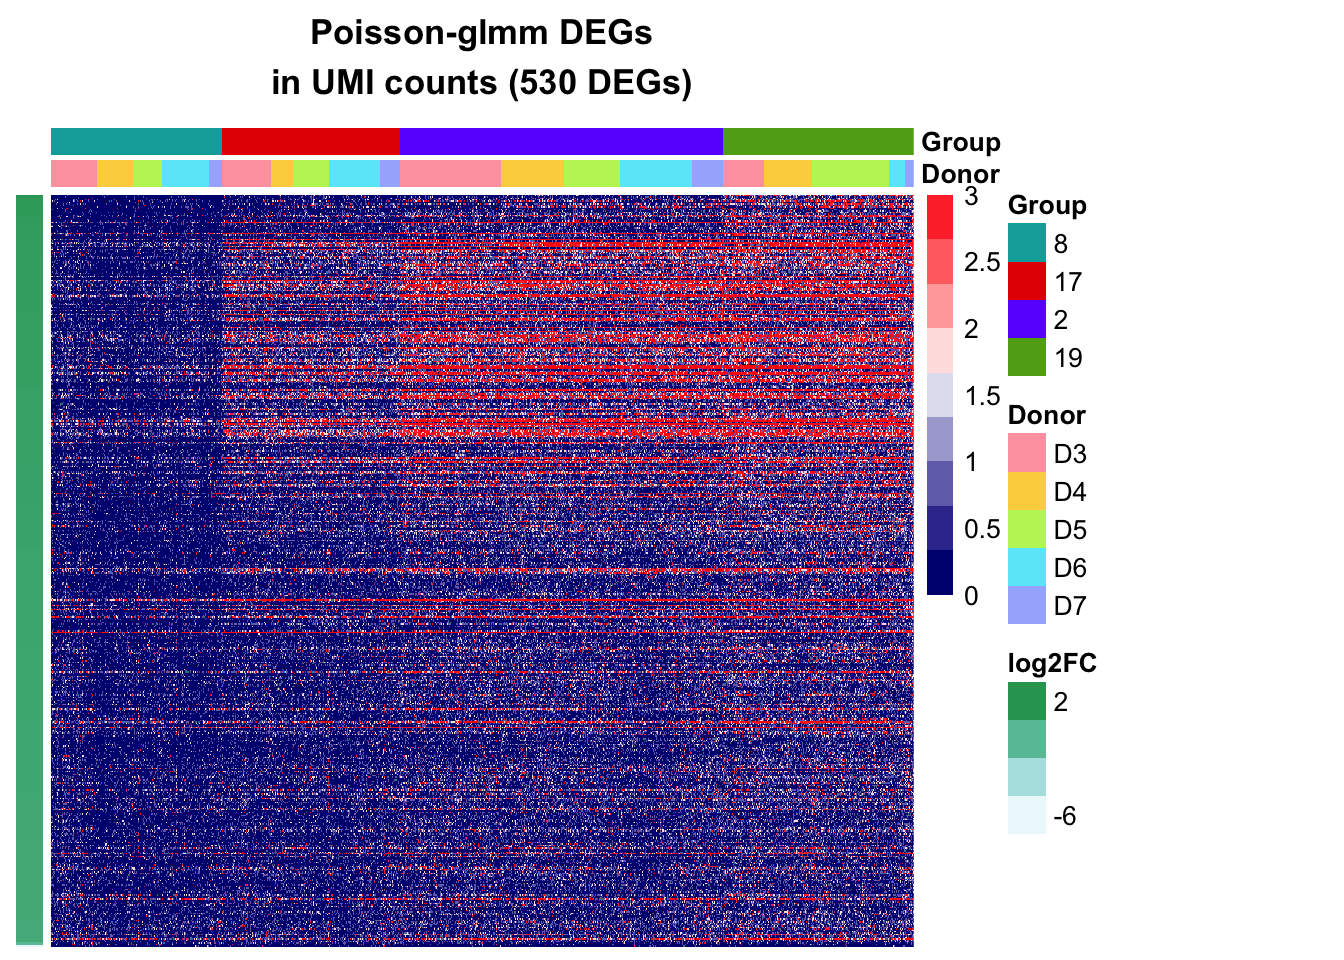 Poisson-glmm DEGs
in UMI counts (530 DEGs)
Group
Donor
3
2.5
2
1.5
1
0.5
0
Group
8
17
2
19
Donor
D3
D4
D5
D6
D7
log2FC
2
-6